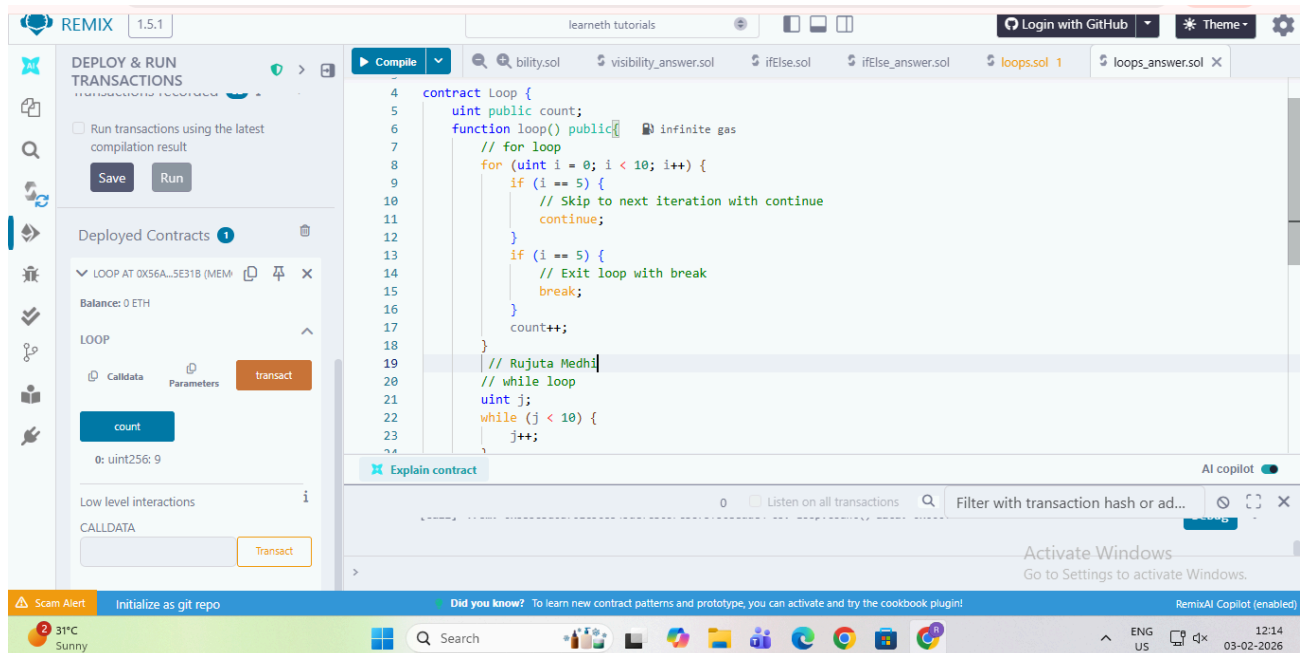 REMIX 1.5.1 learneth tutorials Login with GitHub Theme
DEPLOY & RUN
TRANSACTIONS
Transactions recorded
Run transactions using the latest
compilation result
Save Run
Deployed Contracts 1
LOOP AT 0X56A...5E31B (MEM
Balance: 0 ETH
LOOP
Calldata Parameters transact
count
0: uint256: 9
Low level interactions i
CALLDATA
Transact
Compile bility.sol visibility_answer.sol ifElse.sol ifElse_answer.sol loops.sol 1 loops_answer.sol
4 contract Loop {
5 uint public count;
6 function loop() public{ infinite gas
7 // for loop
8 for (uint i = 0; i < 10; i++) {
9 if (i == 5) {
10 // Skip to next iteration with continue
11 continue;
12 }
13 if (i == 5) {
14 // Exit loop with break
15 break;
16 }
17 count++;
18 }
19 // Rujuta Medhi
20 // while loop
21 uint j;
22 while (j < 10) {
23 j++;
24 }
Explain contract AI copilot
0 Listen on all transactions Filter with transaction hash or ad...
Debug
>
Activate Windows
Go to Settings to activate Windows.
Scam Alert Initialize as git repo Did you know? To learn new contract patterns and prototype, you can activate and try the cookbook plugin! RemixAI Copilot (enabled)
2 31°C
Sunny
Search
ENG
US
12:14
03-02-2026